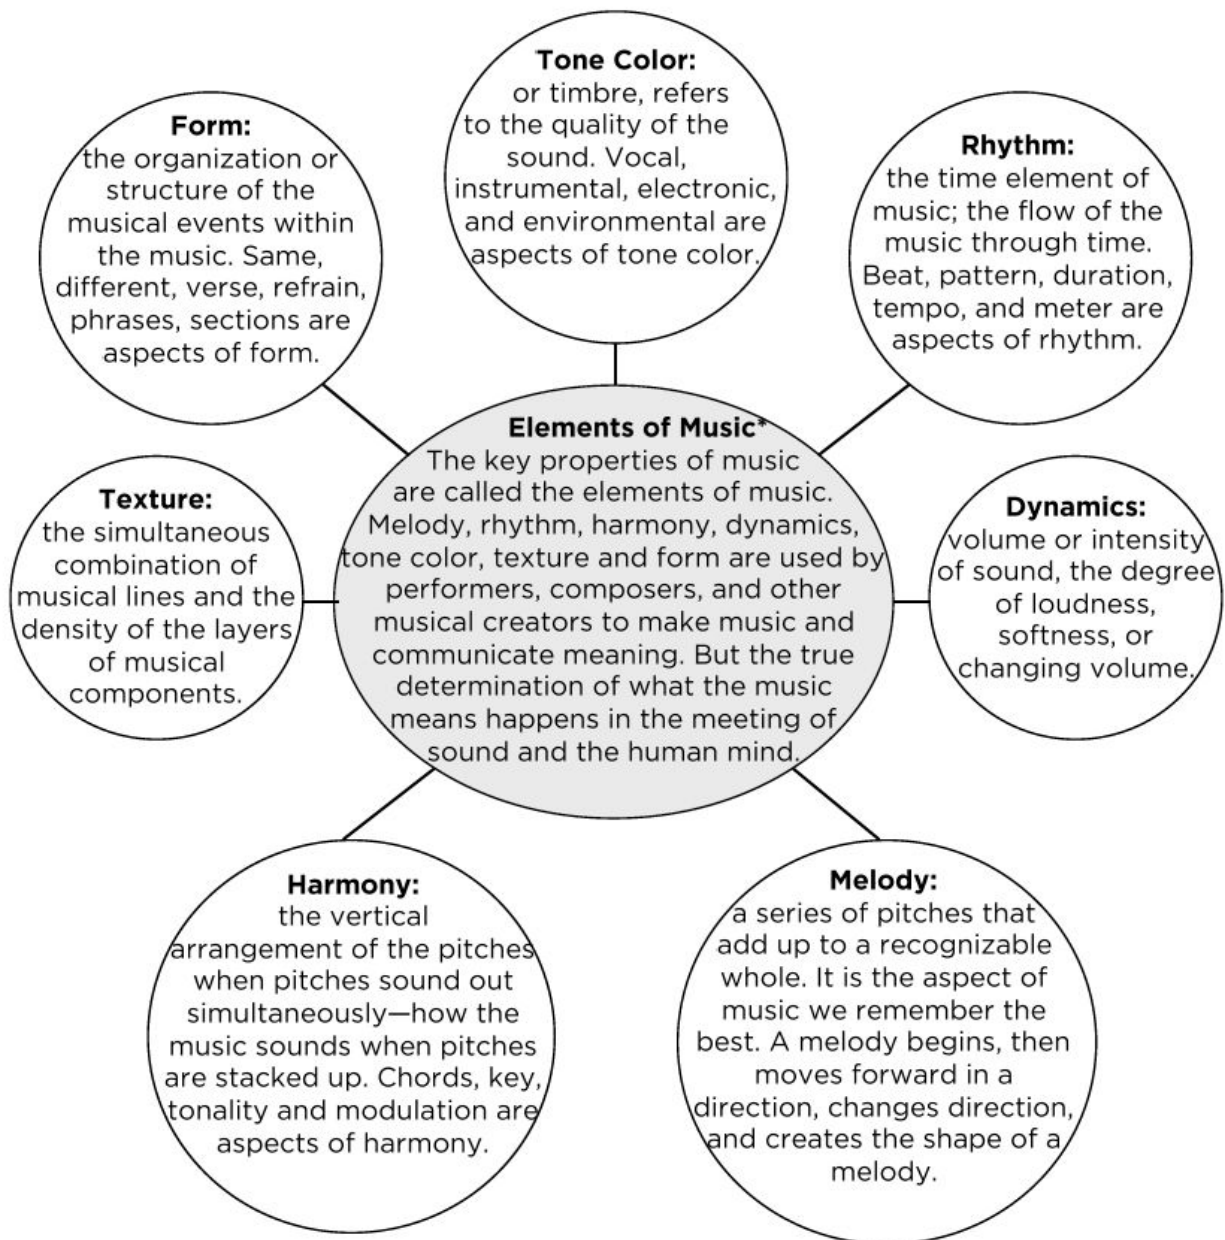 Tone Color:
or timbre, refers
to the quality of the
sound. Vocal,
instrumental, electronic,
and environmental are
aspects of tone color.
Form:
the organization or
structure of the
musical events within
the music. Same,
different, verse, refrain,
phrases, sections are
aspects of form.
Rhythm:
the time element of
music; the flow of the
music through time.
Beat, pattern, duration,
tempo, and meter are
aspects of rhythm.
Elements of Music*
The key properties of music
are called the elements of music.
Melody, rhythm, harmony, dynamics,
tone color, texture and form are used by
performers, composers, and other
musical creators to make music and
communicate meaning. But the true
determination of what the music
means happens in the meeting of
sound and the human mind.
Texture:
the simultaneous
combination of
musical lines and the
density of the layers
of musical
components.
Dynamics:
volume or intensity
of sound, the degree
of loudness,
softness, or
changing volume.
Harmony:
the vertical
arrangement of the pitches
when pitches sound out
simultaneously—how the
music sounds when pitches
are stacked up. Chords, key,
tonality and modulation are
aspects of harmony.
Melody:
a series of pitches that
add up to a recognizable
whole. It is the aspect of
music we remember the
best. A melody begins, then
moves forward in a
direction, changes direction,
and creates the shape of a
melody.